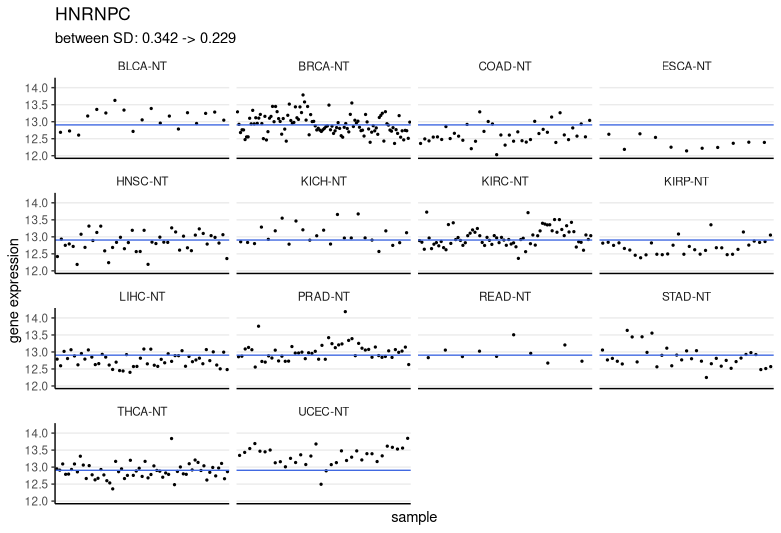 HNRNPC
between SD: 0.342 -> 0.229
BLCA-NT BRCA-NT COAD-NT ESCA-NT
14.0
13.5
13.0
12.5
12.0
HNSC-NT KICH-NT KIRC-NT KIRP-NT
14.0
13.5
13.0
12.5
12.0
gene expression
LIHC-NT PRAD-NT READ-NT STAD-NT
14.0
13.5
13.0
12.5
12.0
THCA-NT UCEC-NT
14.0
13.5
13.0
12.5
12.0
sample